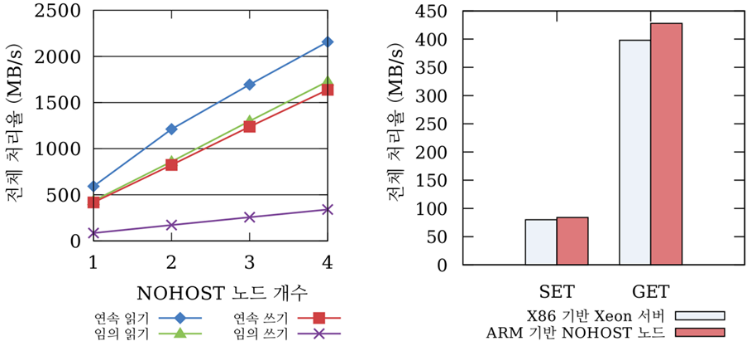 전체 처리율 (MB/s)
2500
2000
1500
1000
500
0
1 2 3 4
NOHOST 노드 개수
연속 읽기 연속 쓰기
임의 읽기 임의 쓰기
전체 처리율 (MB/s)
450
400
350
300
250
200
150
100
50
0
SET GET
X86 기반 Xeon 서버
ARM 기반 NOHOST 노드